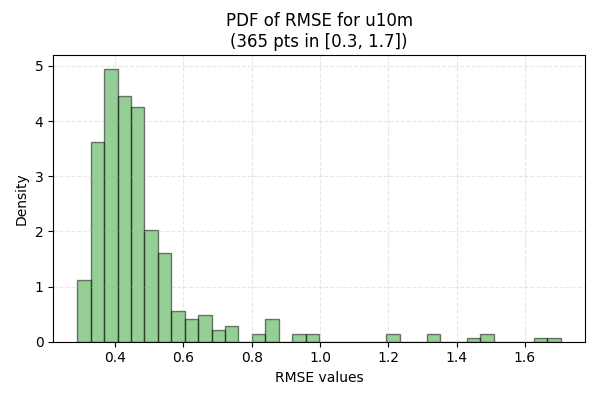 PDF of RMSE for u10m
(365 pts in [0.3, 1.7])
Density
5
4
3
2
1
0
0.4 0.6 0.8 1.0 1.2 1.4 1.6
RMSE values